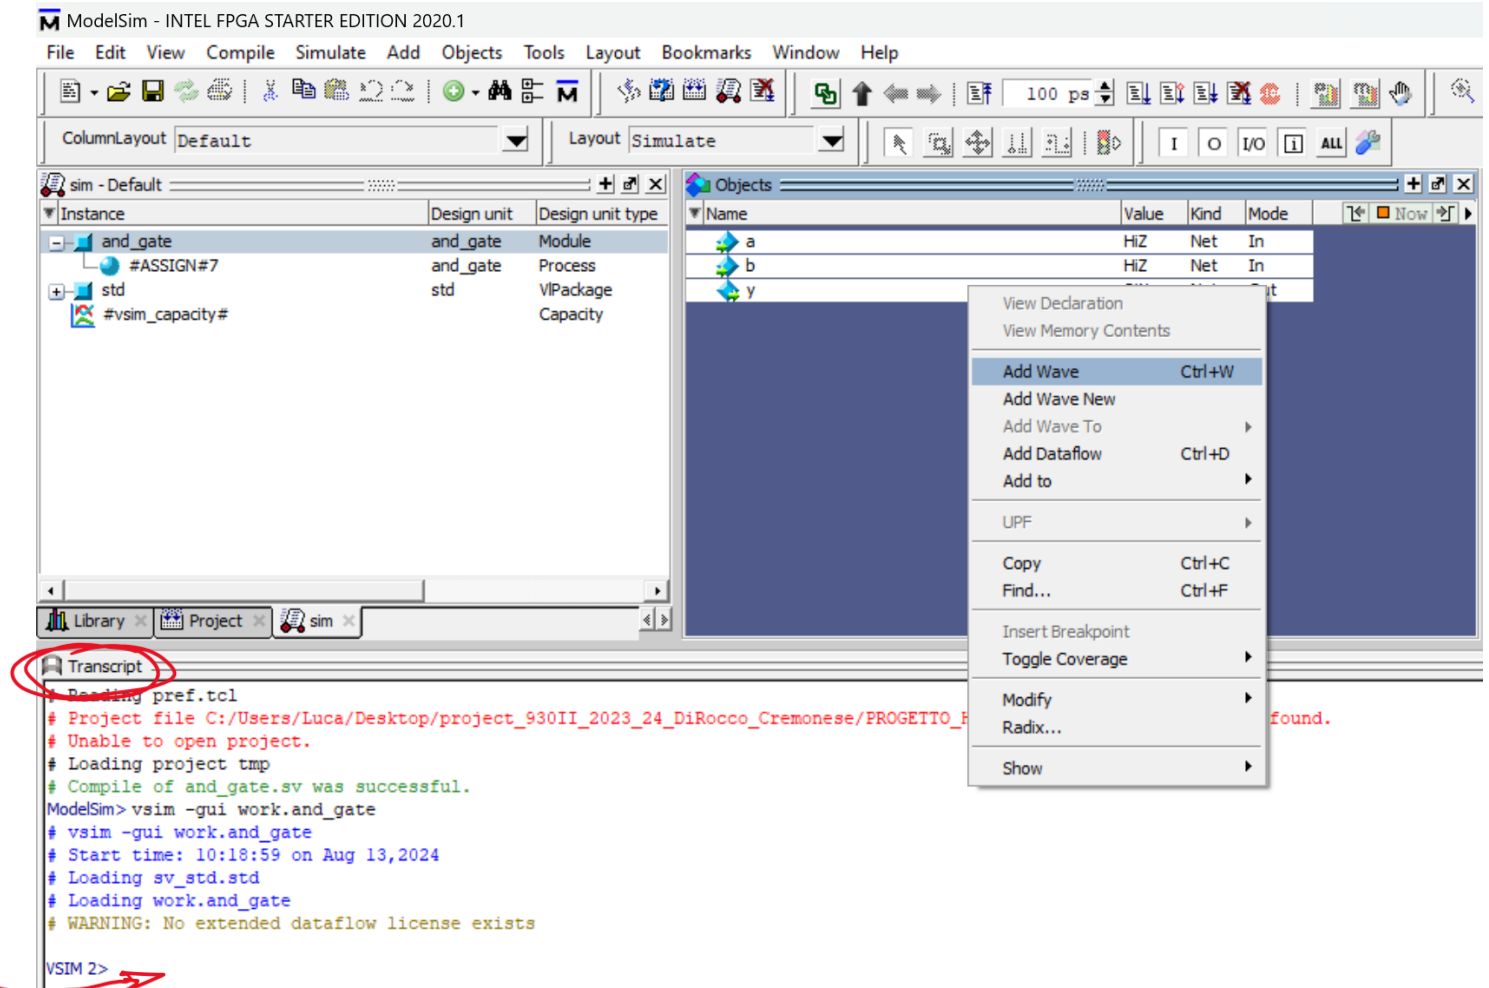 ModelSim - INTEL FPGA STARTER EDITION 2020.1
File Edit View Compile Simulate Add Objects Tools Layout Bookmarks Window Help
100 ps
ColumnLayout Default
Layout Simulate
I O I/O i ALL
sim - Default
Instance Design unit Design unit type
and_gate and_gate Module
#ASSIGN#7 and_gate Process
std std VlPackage
#vsim_capacity# Capacity
Library Project sim
Objects
Name Value Kind Mode Now
a HiZ Net In
b HiZ Net In
y
View Declaration
View Memory Contents
Add Wave Ctrl+W
Add Wave New
Add Wave To
Add Dataflow Ctrl+D
Add to
UPF
Copy Ctrl+C
Find... Ctrl+F
Insert Breakpoint
Toggle Coverage
Modify
Radix...
Show
Transcript
# Reading pref.tcl
# Project file C:/Users/Luca/Desktop/project_930II_2023_24_DiRocco_Cremonese/PROGETTO_ found.
# Unable to open project.
# Loading project tmp
# Compile of and_gate.sv was successful.
ModelSim> vsim -gui work.and_gate
# vsim -gui work.and_gate
# Start time: 10:18:59 on Aug 13,2024
# Loading sv_std.std
# Loading work.and_gate
# WARNING: No extended dataflow license exists
VSIM 2>